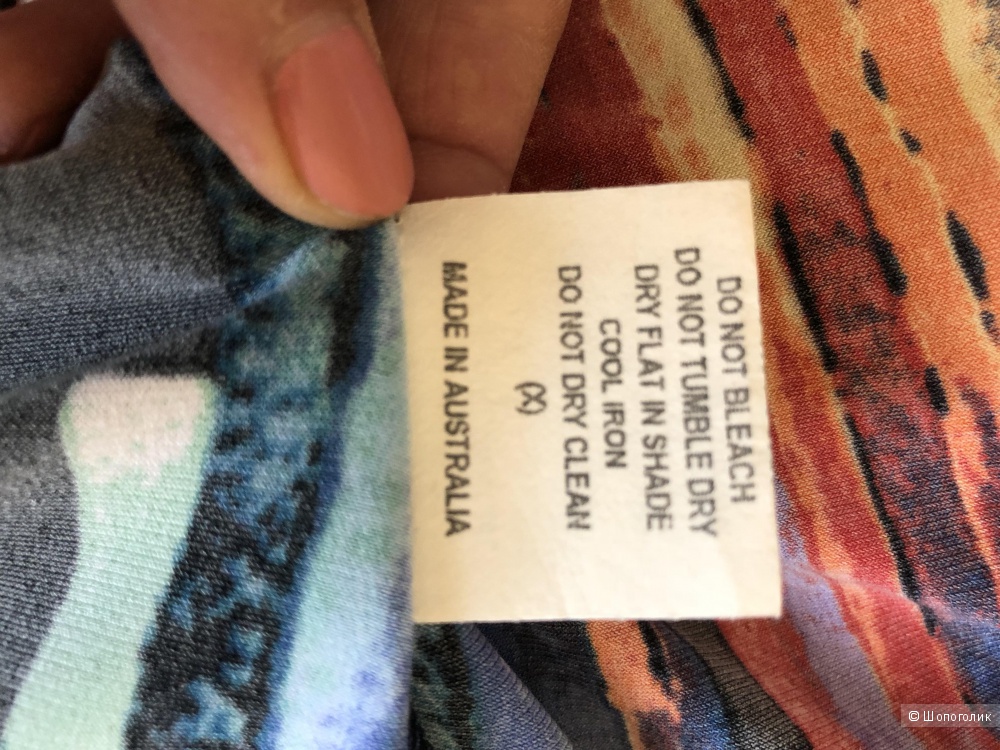 DO NOT BLEACH
DO NOT TUMBLE DRY
DRY FLAT IN SHADE
COOL IRON
DO NOT DRY CLEAN
(X)
MADE IN AUSTRALIA
© Шопоголик